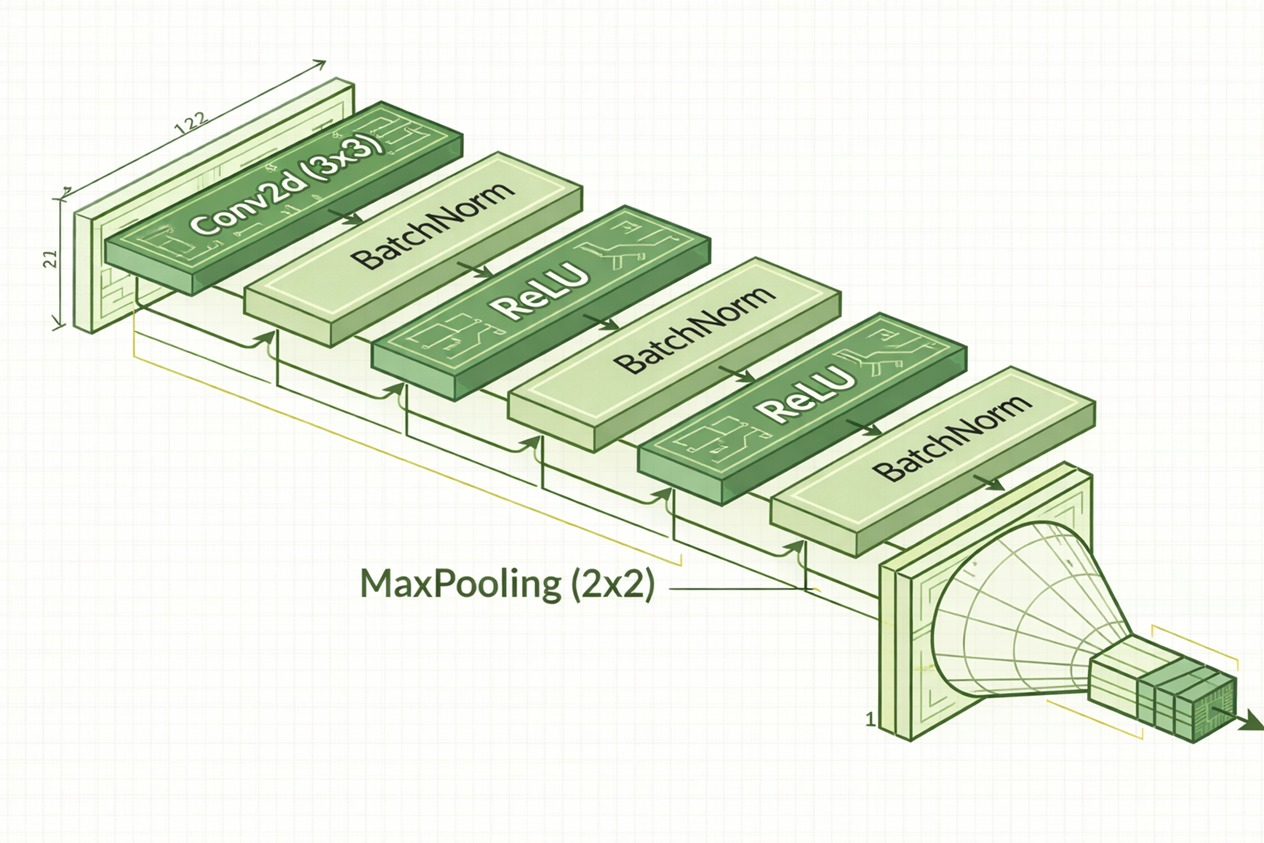 122
21
Conv2d (3x3)
BatchNorm
ReLU
BatchNorm
ReLU
BatchNorm
MaxPooling (2x2)
1